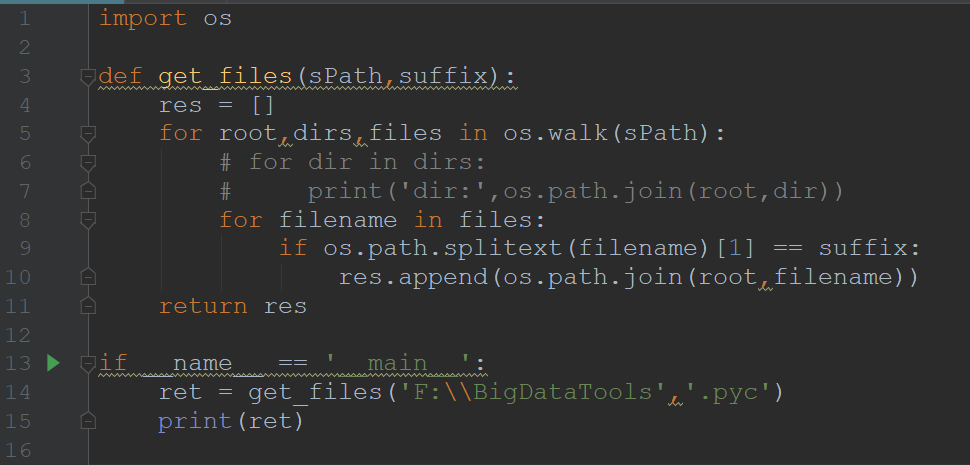 1 import os
2
3 def get_files(sPath,suffix):
4     res = []
5     for root,dirs,files in os.walk(sPath):
6         # for dir in dirs:
7         #     print('dir:',os.path.join(root,dir))
8         for filename in files:
9             if os.path.splitext(filename)[1] == suffix:
10                 res.append(os.path.join(root,filename))
11     return res
12
13 if __name__ == '__main__':
14     ret = get_files('F:\\BigDataTools','.pyc')
15     print(ret)
16